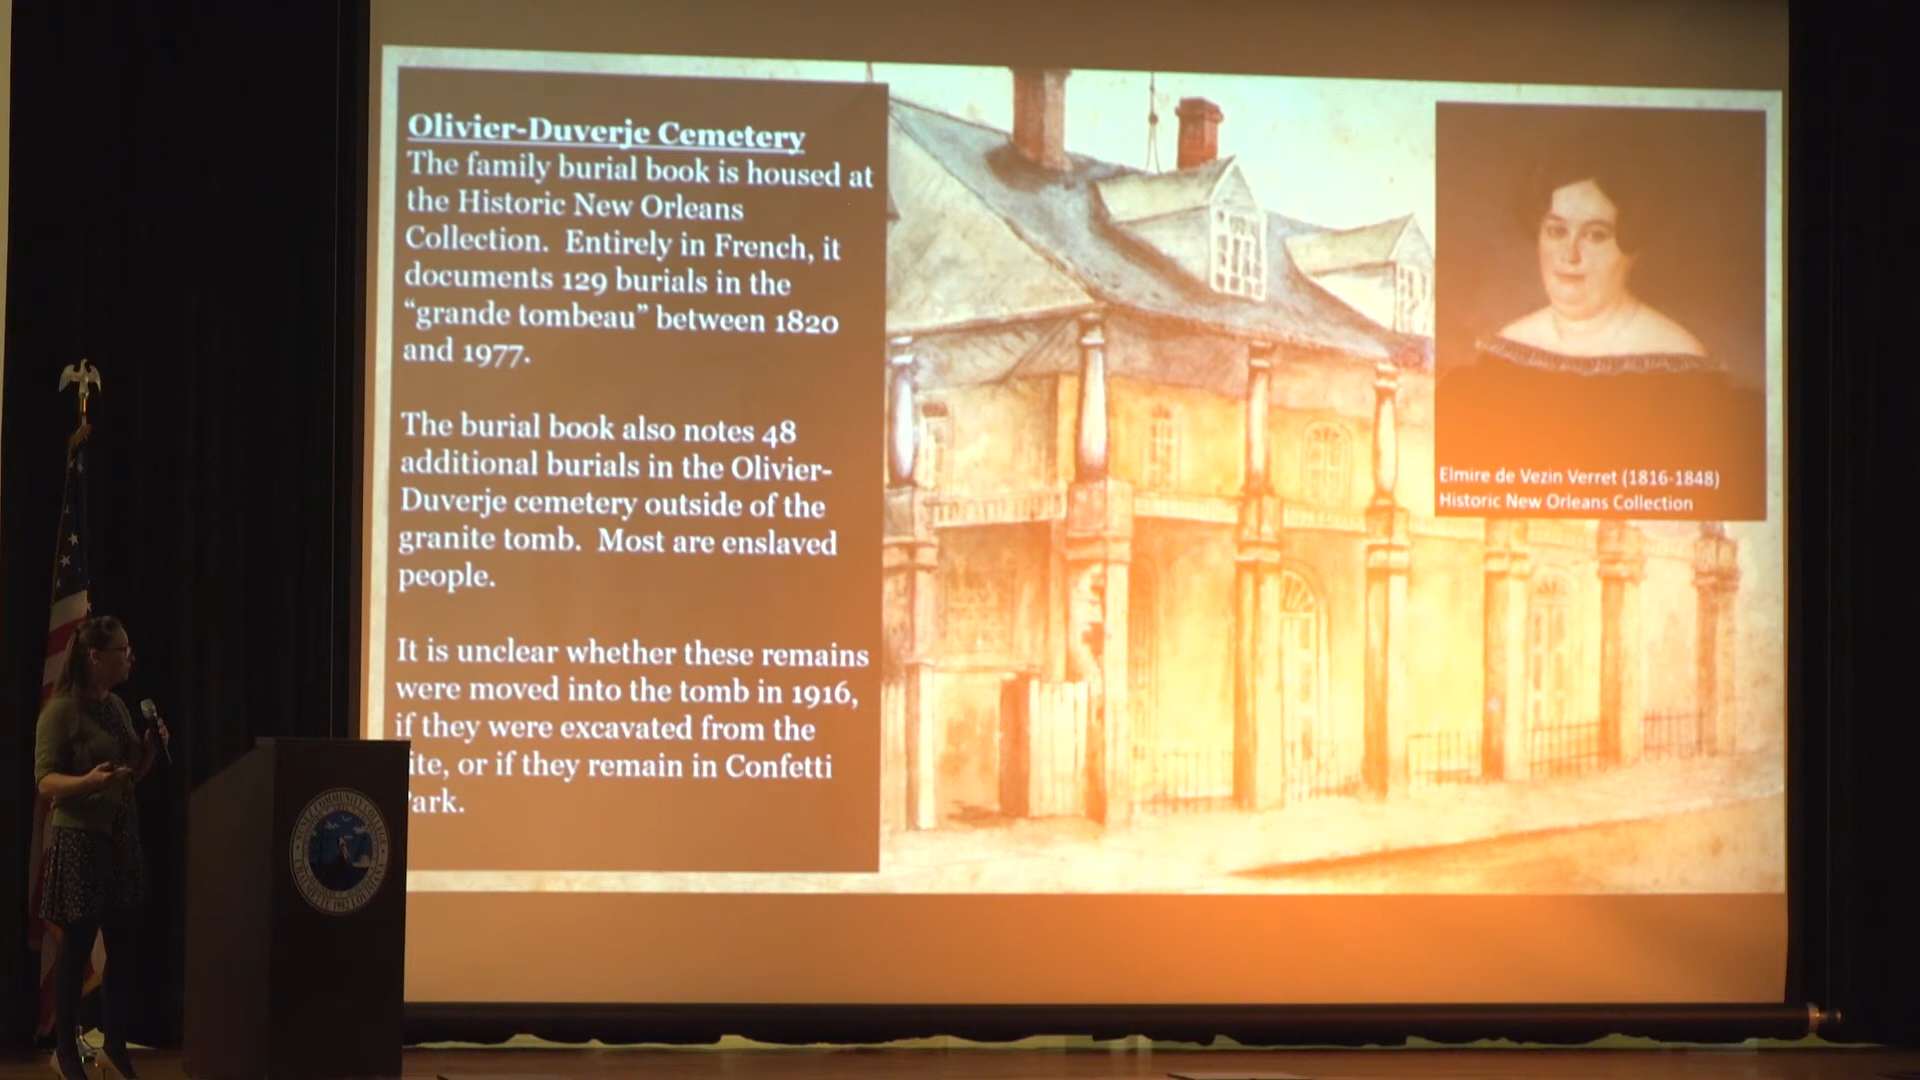 Olivier-Duverje Cemetery
The family burial book is housed at
the Historic New Orleans
Collection. Entirely in French, it
documents 129 burials in the
“grande tombeau” between 1820
and 1977.
The burial book also notes 48
additional burials in the Olivier-
Duverje cemetery outside of the
granite tomb. Most are enslaved
people.
It is unclear whether these remains
were moved into the tomb in 1916,
if they were excavated from the
ite, or if they remain in Confetti
ark.
Elmire de Vezin Verret (1816-1848)
Historic New Orleans Collection